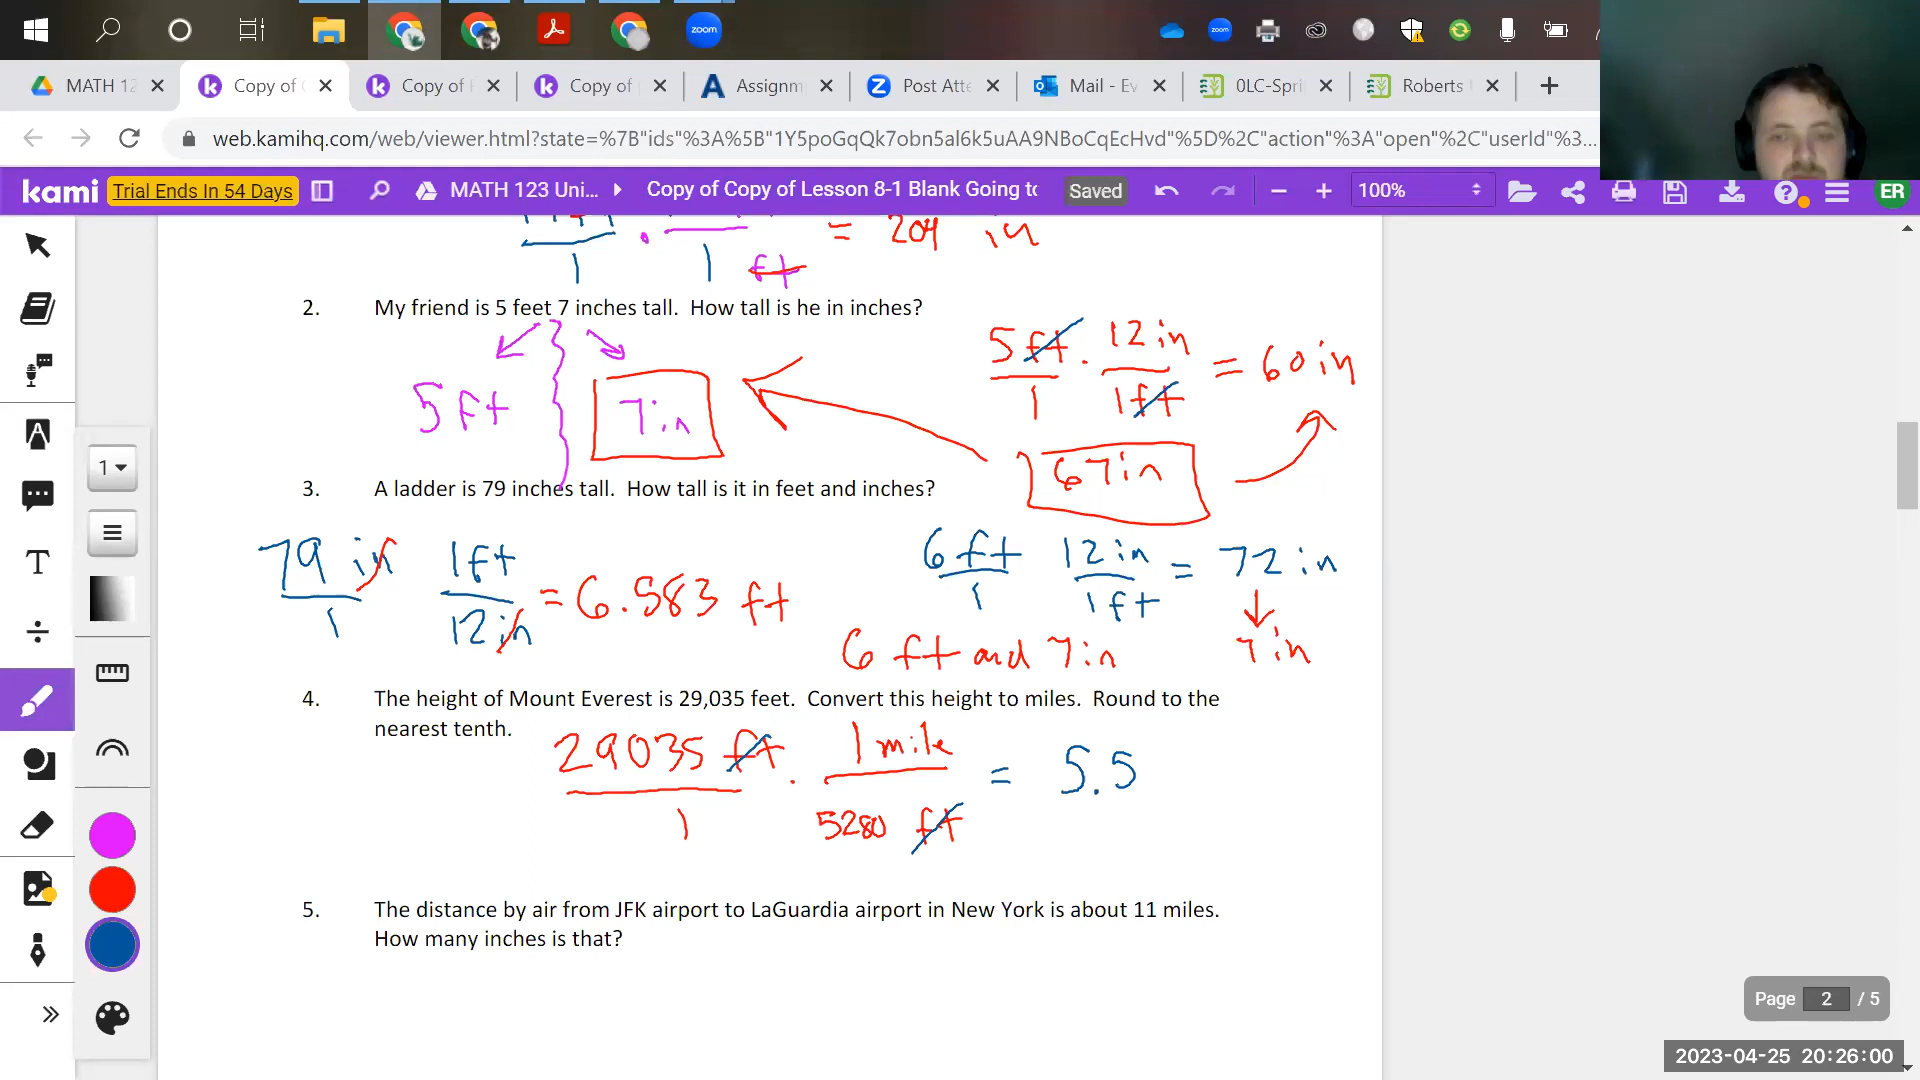 zoom
zoom
MATH 12
Copy of
Copy of
Copy of
Assignm
Post Atte
Mail - Ev
0LC-Spri
Roberts
web.kamihq.com/web/viewer.html?state=%7B"ids"%3A%5B"1Y5poGqQk7obn5al6k5uAA9NBoCqEcHvd"%5D%2C"action"%3A"open"%2C"userId"%3...
kami
Trial Ends In 54 Days
MATH 123 Uni...
Copy of Copy of Lesson 8-1 Blank Going to
Saved
100%
ER
= 204 in
1 · 1 ft
2. My friend is 5 feet 7 inches tall. How tall is he in inches?
5 ft · 12 in = 60 in
1 1 ft
5 ft 7 in
67 in
3. A ladder is 79 inches tall. How tall is it in feet and inches?
79 in 1 ft = 6.583 ft
1 12 in
6 ft 12 in = 72 in
1 1 ft
6 ft and 7 in
7 in
4. The height of Mount Everest is 29,035 feet. Convert this height to miles. Round to the
nearest tenth.
29035 ft · 1 mile = 5.5
1 5280 ft
5. The distance by air from JFK airport to LaGuardia airport in New York is about 11 miles.
How many inches is that?
1
T
Page 2 / 5
2023-04-25 20:26:00